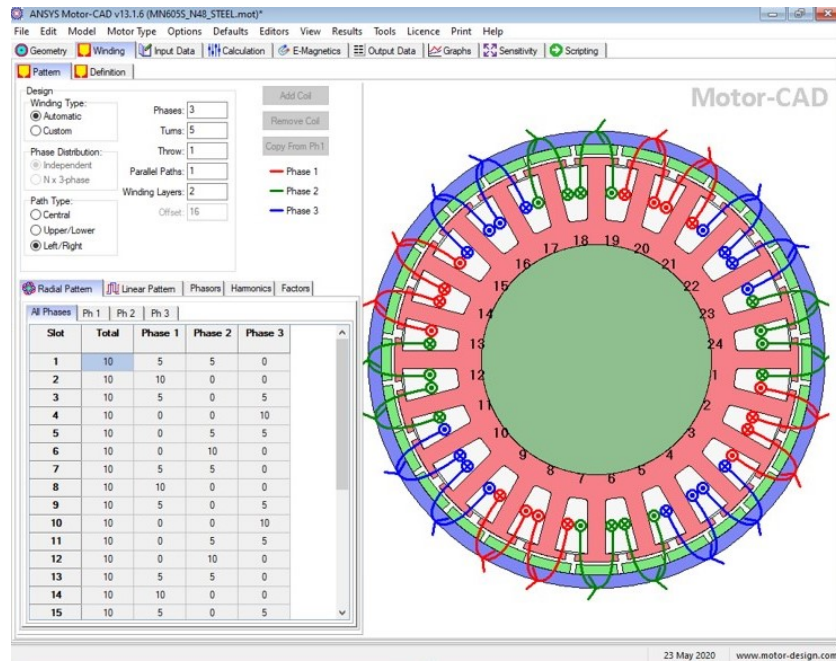 ANSYS Motor-CAD v13.1.6 (MN605S_N48_STEEL.mot)*
File Edit Model Motor Type Options Defaults Editors View Results Tools Licence Print Help
Geometry Winding Input Data Calculation E-Magnetics Output Data Graphs Sensitivity Scripting
Pattern Definition
Design
Winding Type:
Automatic
Custom
Phase Distribution:
Independent
N x 3-phase
Path Type:
Central
Upper/Lower
Left/Right
Phases: 3
Turns: 5
Throw: 1
Parallel Paths: 1
Winding Layers: 2
Offset: 16
Add Coil
Remove Coil
Copy From Ph1
Phase 1
Phase 2
Phase 3
Motor-CAD
Radial Pattern Linear Pattern Phasors Harmonics Factors
All Phases Ph 1 Ph 2 Ph 3
Slot Total Phase 1 Phase 2 Phase 3
1 10 5 5 0
2 10 10 0 0
3 10 5 0 5
4 10 0 0 10
5 10 0 5 5
6 10 0 10 0
7 10 5 5 0
8 10 10 0 0
9 10 5 0 5
10 10 0 0 10
11 10 0 5 5
12 10 0 10 0
13 10 5 5 0
14 10 10 0 0
15 10 5 0 5
1
2
3
4
5
6
7
8
9
10
11
12
13
14
15
16
17
18
19
20
21
22
23
24
23 May 2020 www.motor-design.com